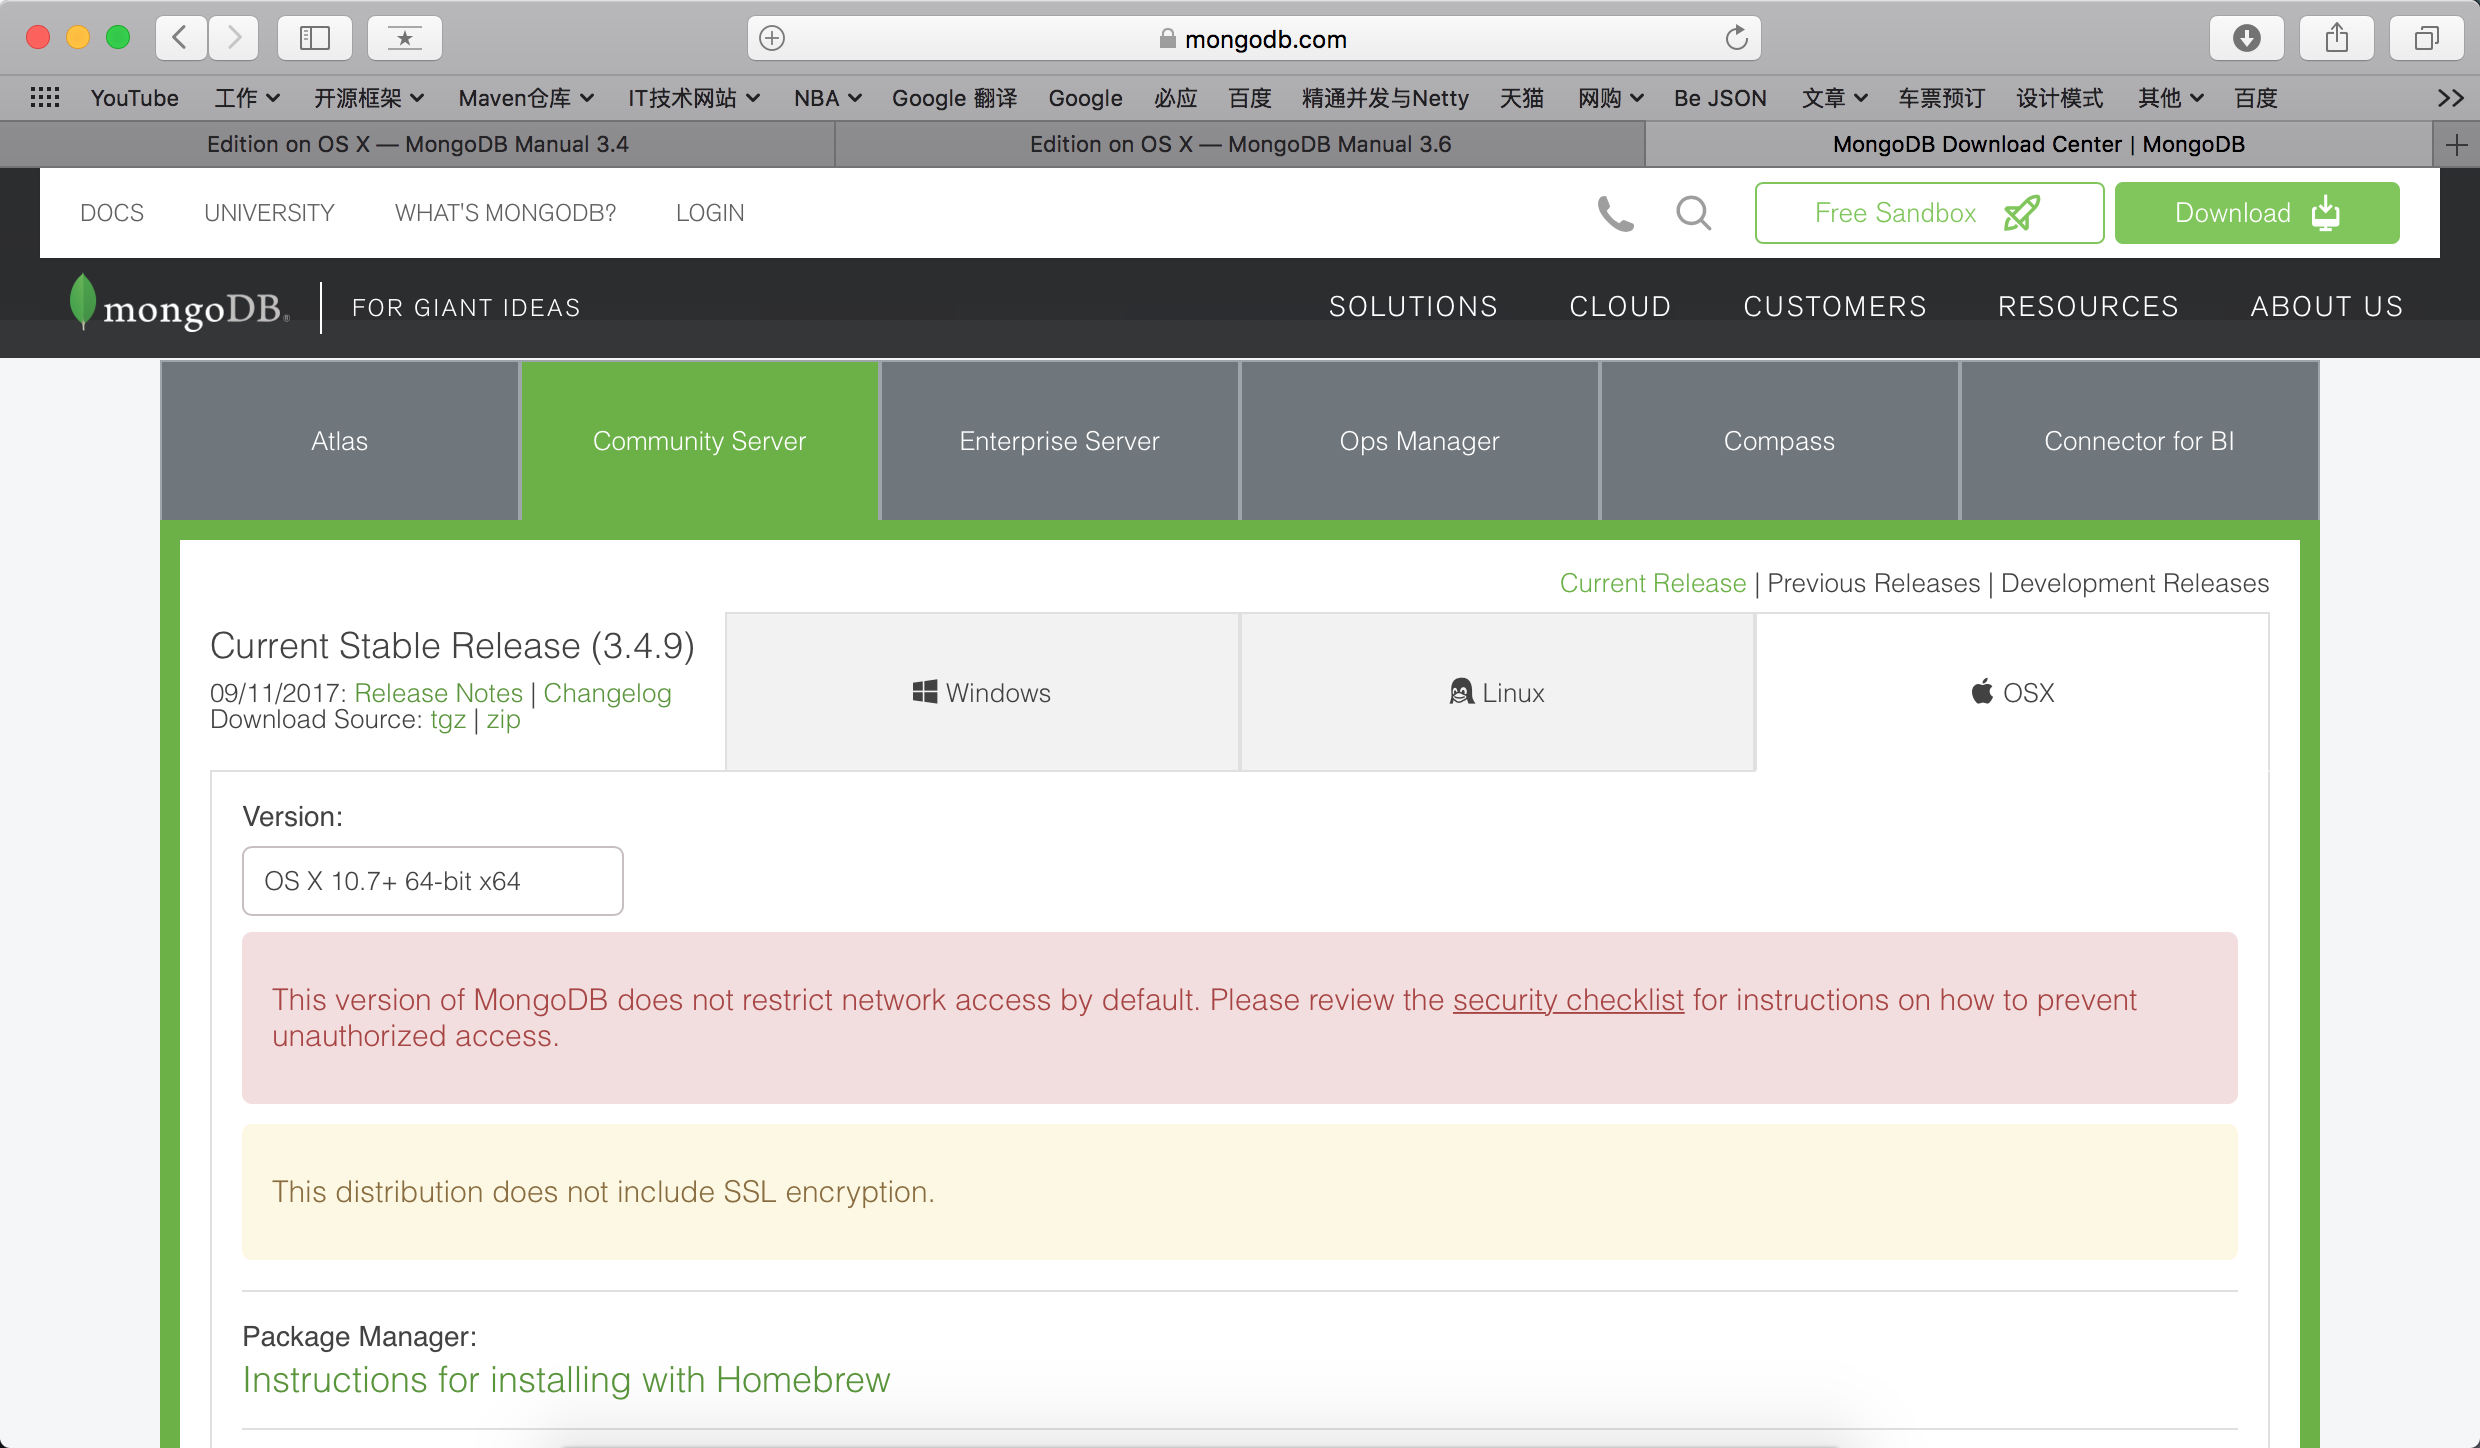 mongodb.com
YouTube 工作 开源框架 Maven仓库 IT技术网站 NBA Google 翻译 Google 必应 百度 精通并发与Netty 天猫 网购 Be JSON 文章 车票预订 设计模式 其他 百度
Edition on OS X — MongoDB Manual 3.4 Edition on OS X — MongoDB Manual 3.6 MongoDB Download Center | MongoDB
DOCS UNIVERSITY WHAT'S MONGODB? LOGIN Free Sandbox Download
mongoDB® FOR GIANT IDEAS SOLUTIONS CLOUD CUSTOMERS RESOURCES ABOUT US
Atlas Community Server Enterprise Server Ops Manager Compass Connector for BI
Current Release | Previous Releases | Development Releases
Current Stable Release (3.4.9)
09/11/2017: Release Notes | Changelog
Download Source: tgz | zip
Windows Linux OSX
Version:
OS X 10.7+ 64-bit x64
This version of MongoDB does not restrict network access by default. Please review the security checklist for instructions on how to prevent
unauthorized access.
This distribution does not include SSL encryption.
Package Manager:
Instructions for installing with Homebrew